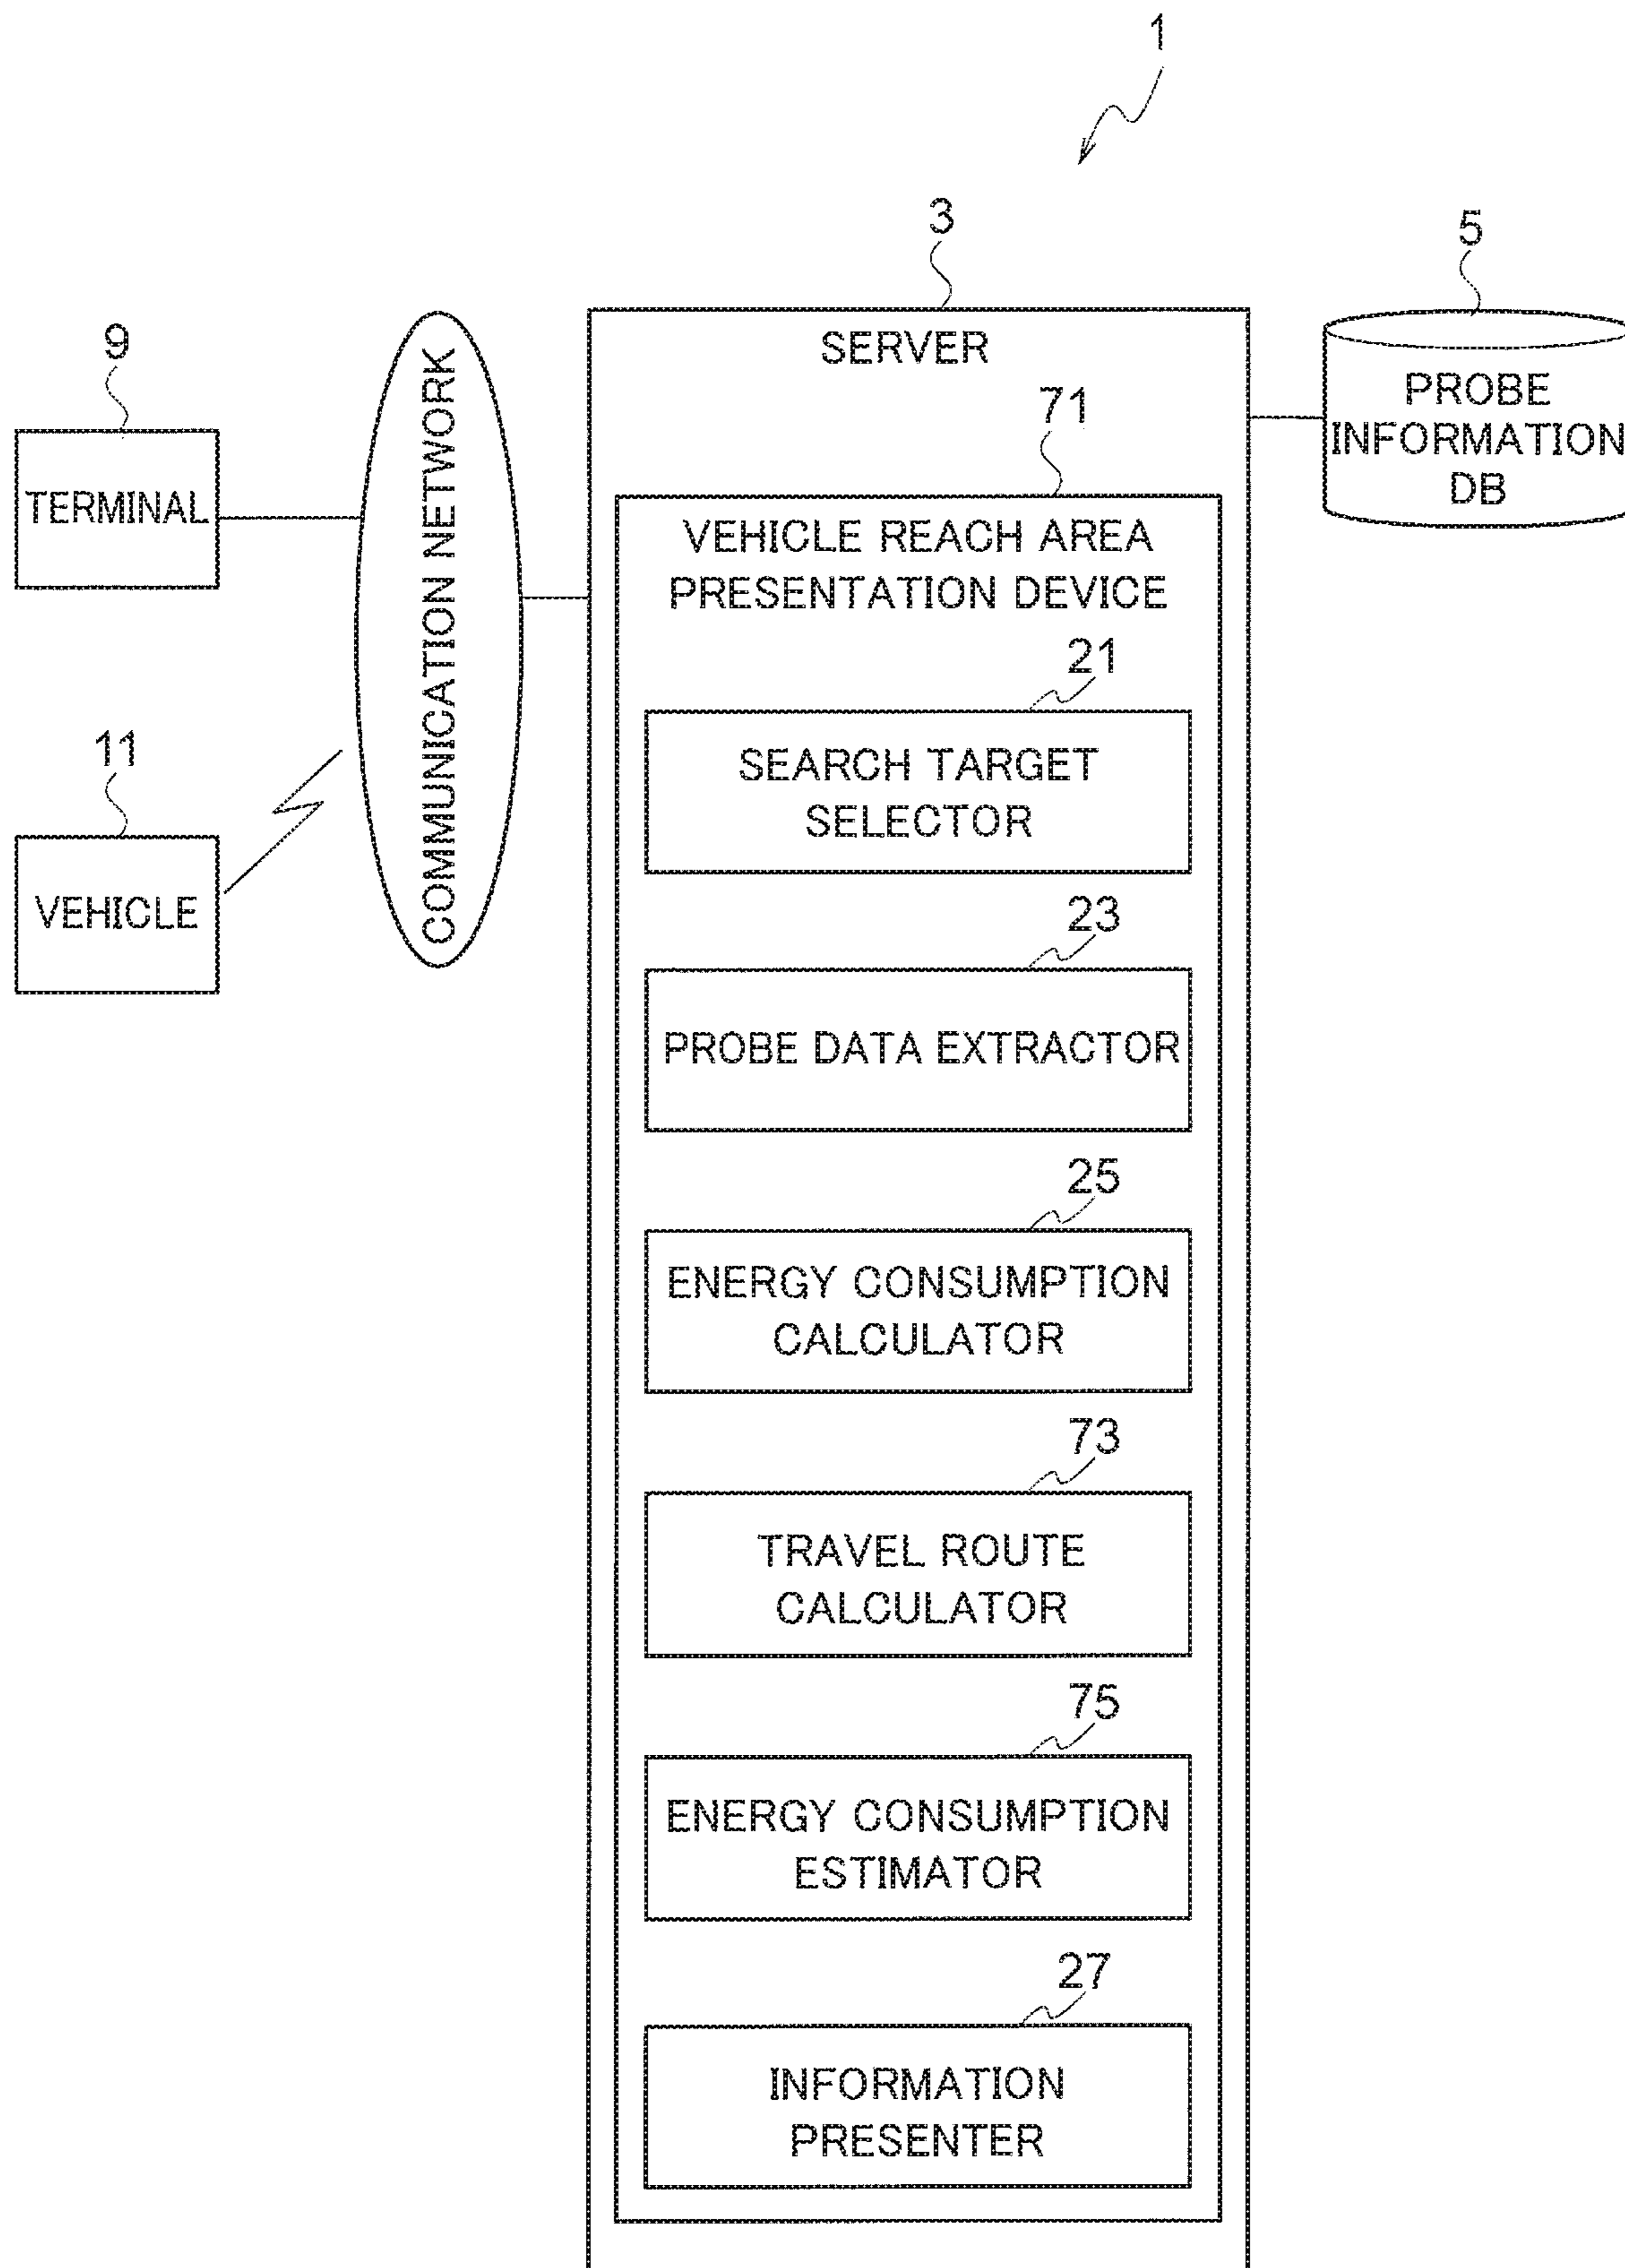 1
3
5
9
SERVER
PROBE
INFORMATION
DB
71
TERMINAL
COMMUNICATION NETWORK
VEHICLE REACH AREA
PRESENTATION DEVICE
21
11
SEARCH TARGET
SELECTOR
VEHICLE
23
PROBE DATA EXTRACTOR
25
ENERGY CONSUMPTION
CALCULATOR
73
TRAVEL ROUTE
CALCULATOR
75
ENERGY CONSUMPTION
ESTIMATOR
27
INFORMATION
PRESENTER